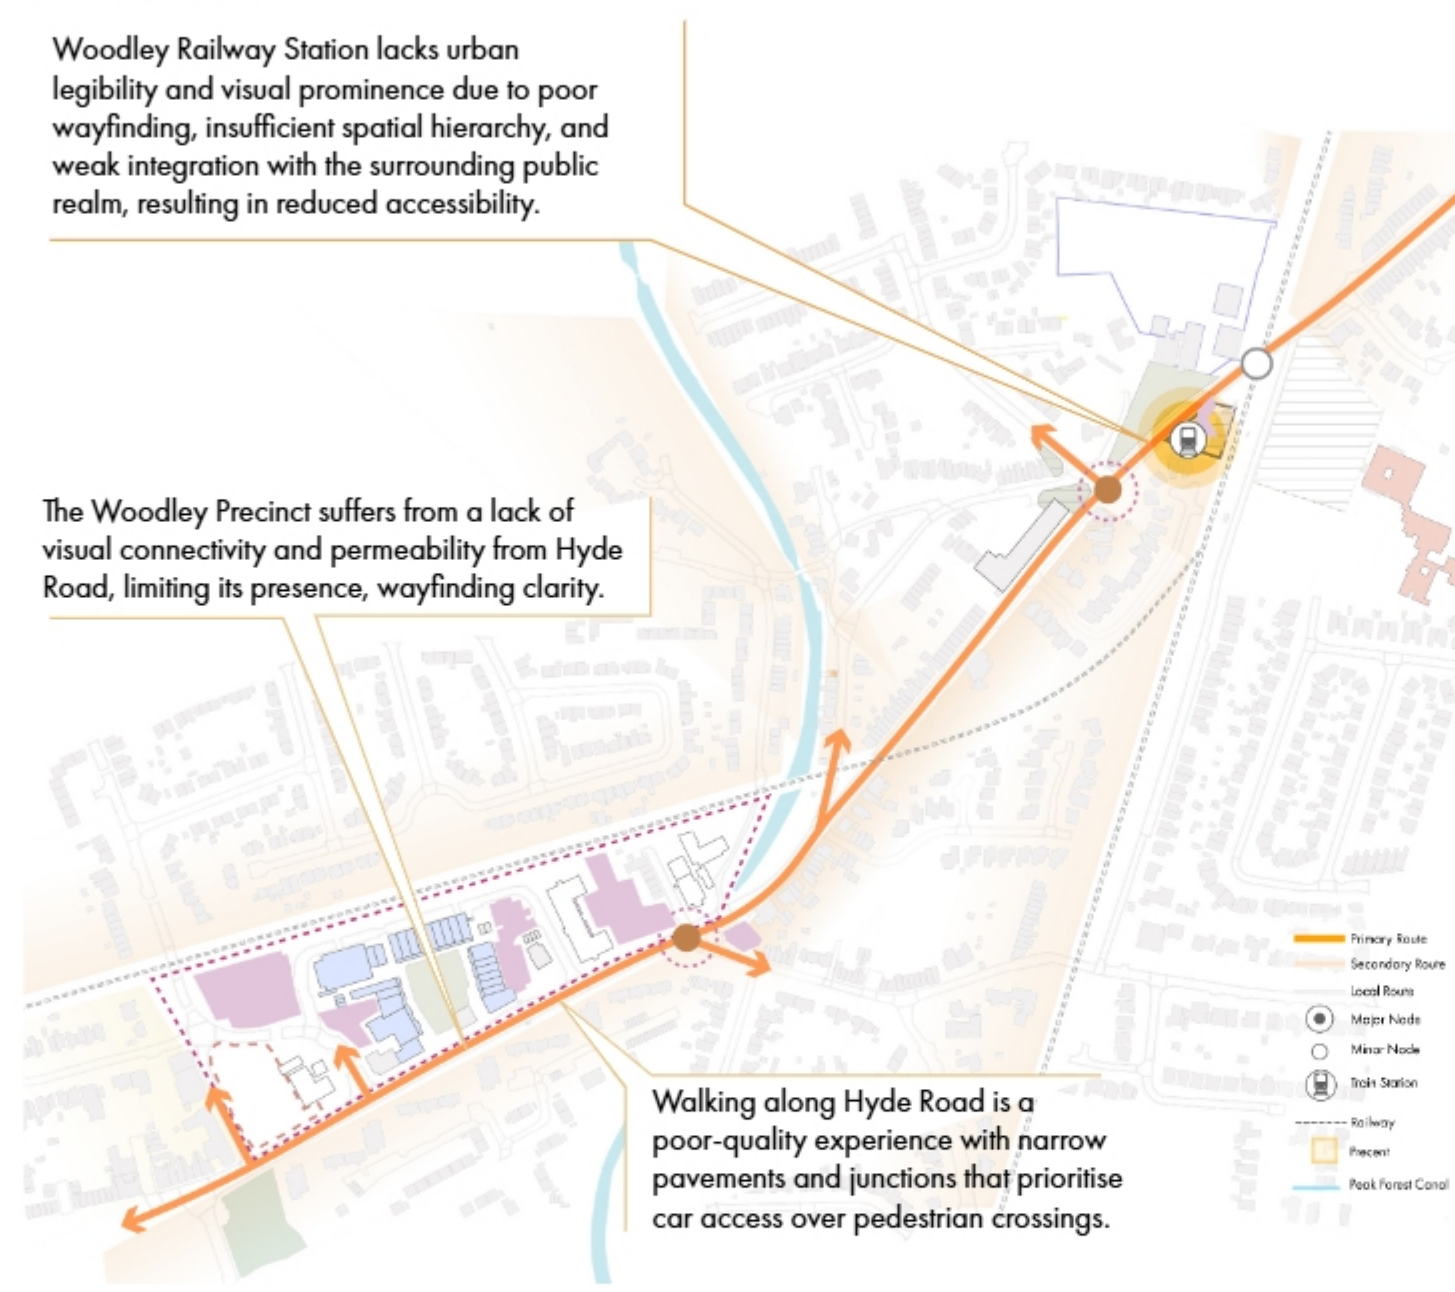 Woodley Railway Station lacks urban
legibility and visual prominence due to poor
wayfinding, insufficient spatial hierarchy, and
weak integration with the surrounding public
realm, resulting in reduced accessibility.
The Woodley Precinct suffers from a lack of
visual connectivity and permeability from Hyde
Road, limiting its presence, wayfinding clarity.
Walking along Hyde Road is a
poor-quality experience with narrow
pavements and junctions that prioritise
car access over pedestrian crossings.
Primary Route
Secondary Route
Local Route
Major Node
Minor Node
Train Station
Railway
Precent
Peak Forest Canal